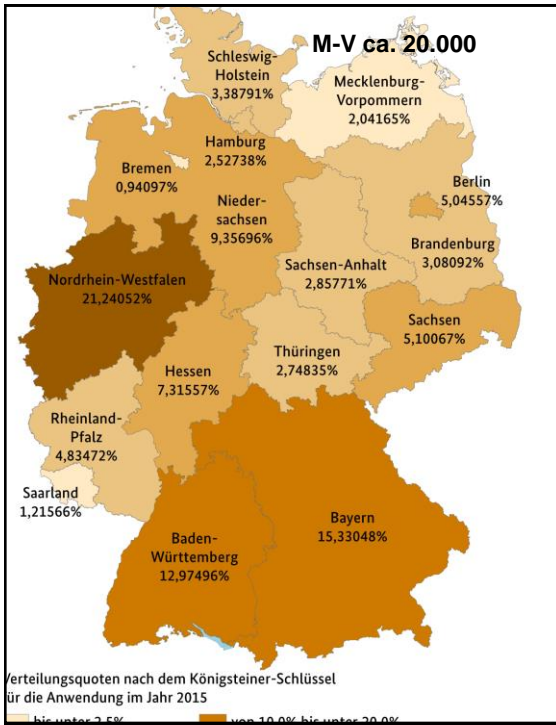 M-V ca. 20.000
Schleswig-
Holstein
3,38791%
Mecklenburg-
Vorpommern
2,04165%
Hamburg
2,52738%
Bremen
0,94097%
Nieder-
sachsen
9,35696%
Berlin
5,04557%
Brandenburg
3,08092%
Sachsen-Anhalt
2,85771%
Nordrhein-Westfalen
21,24052%
Sachsen
5,10067%
Thüringen
2,74835%
Hessen
7,31557%
Rheinland-
Pfalz
4,83472%
Saarland
1,21566%
Baden-
Württemberg
12,97496%
Bayern
15,33048%
Verteilungsquoten nach dem Königsteiner-Schlüssel
für die Anwendung im Jahr 2015
bis unter 2,5% von 10,0% bis unter 20,0%